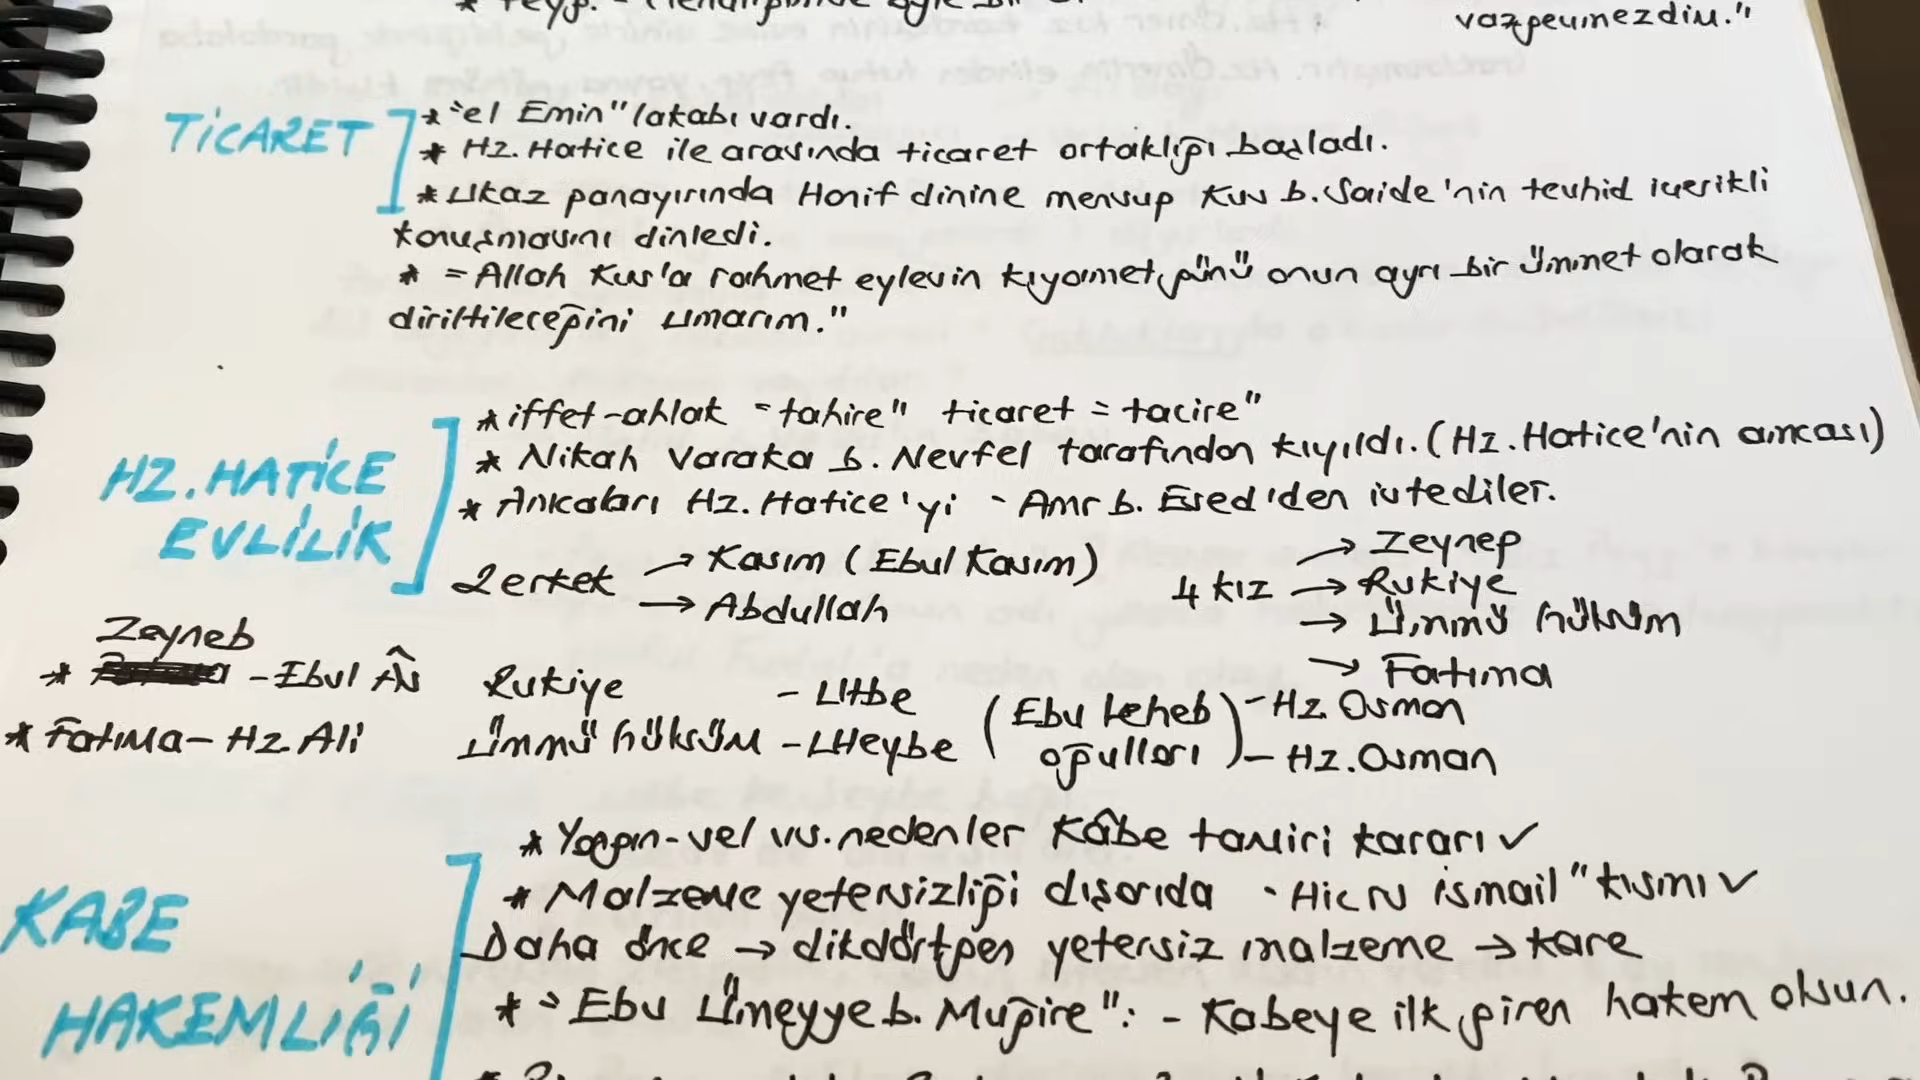 vazgeçmezdim."
TİCARET
* "el Emin" lakabı vardı.
* Hz. Hatice ile arasında ticaret ortaklığı başladı.
* Ukaz panayırında Hanif dinine mensup Kus b. Saide'nin tevhid içerikli
konuşmasını dinledi.
* = Allah Kus'a rahmet eylesin kıyamet günü onun ayrı bir ümmet olarak
diriltileceğini umarım."
HZ. HATİCE
EVLİLİK
* iffet-ahlak "tahire" ticaret = tacire"
* Nikah Varaka b. Nevfel tarafından kıyıldı. (Hz. Hatice'nin amcası)
* Amcaları Hz. Hatice'yi - Amr b. Esed'den istediler.
2 erkek → Kasım (Ebul Kasım)
→ Abdullah
4 kız → Zeynep
→ Rukiye
→ Ümmü Gülsüm
→ Fatıma
* Zeyneb - Ebul Âs
* Fatıma - Hz. Ali
Rukiye - Utbe
Ümmü Gülsüm - Uteybe
(Ebu Leheb
oğulları)
- Hz. Osman
- Hz. Osman
KABE
HAKEMLİĞİ
* Yangın-sel vs. nedenler Kâbe tamiri kararı ✓
* Malzeme yetersizliği dışarıda - Hicru İsmail" kısmı ✓
Daha önce → dikdörtgen yetersiz malzeme → kare
* "Ebu Ümeyye b. Muğire": - Kabeye ilk giren hakem olsun.